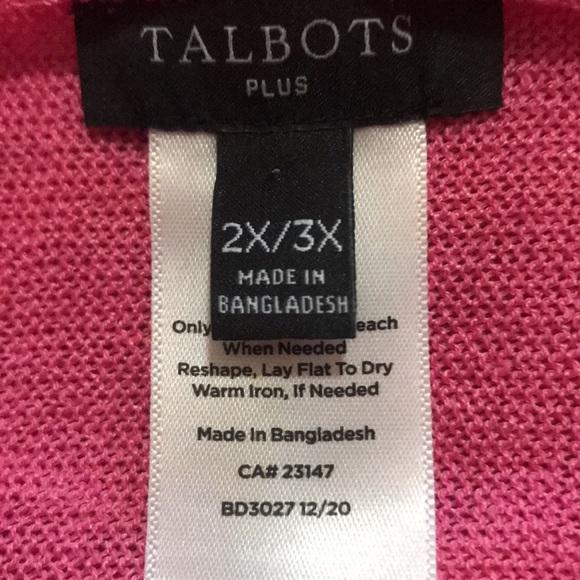 TALBOTS
PLUS
2X/3X
MADE IN
BANGLADESH
Only each
When Needed
Reshape, Lay Flat To Dry
Warm Iron, If Needed
Made In Bangladesh
CA# 23147
BD3027 12/20